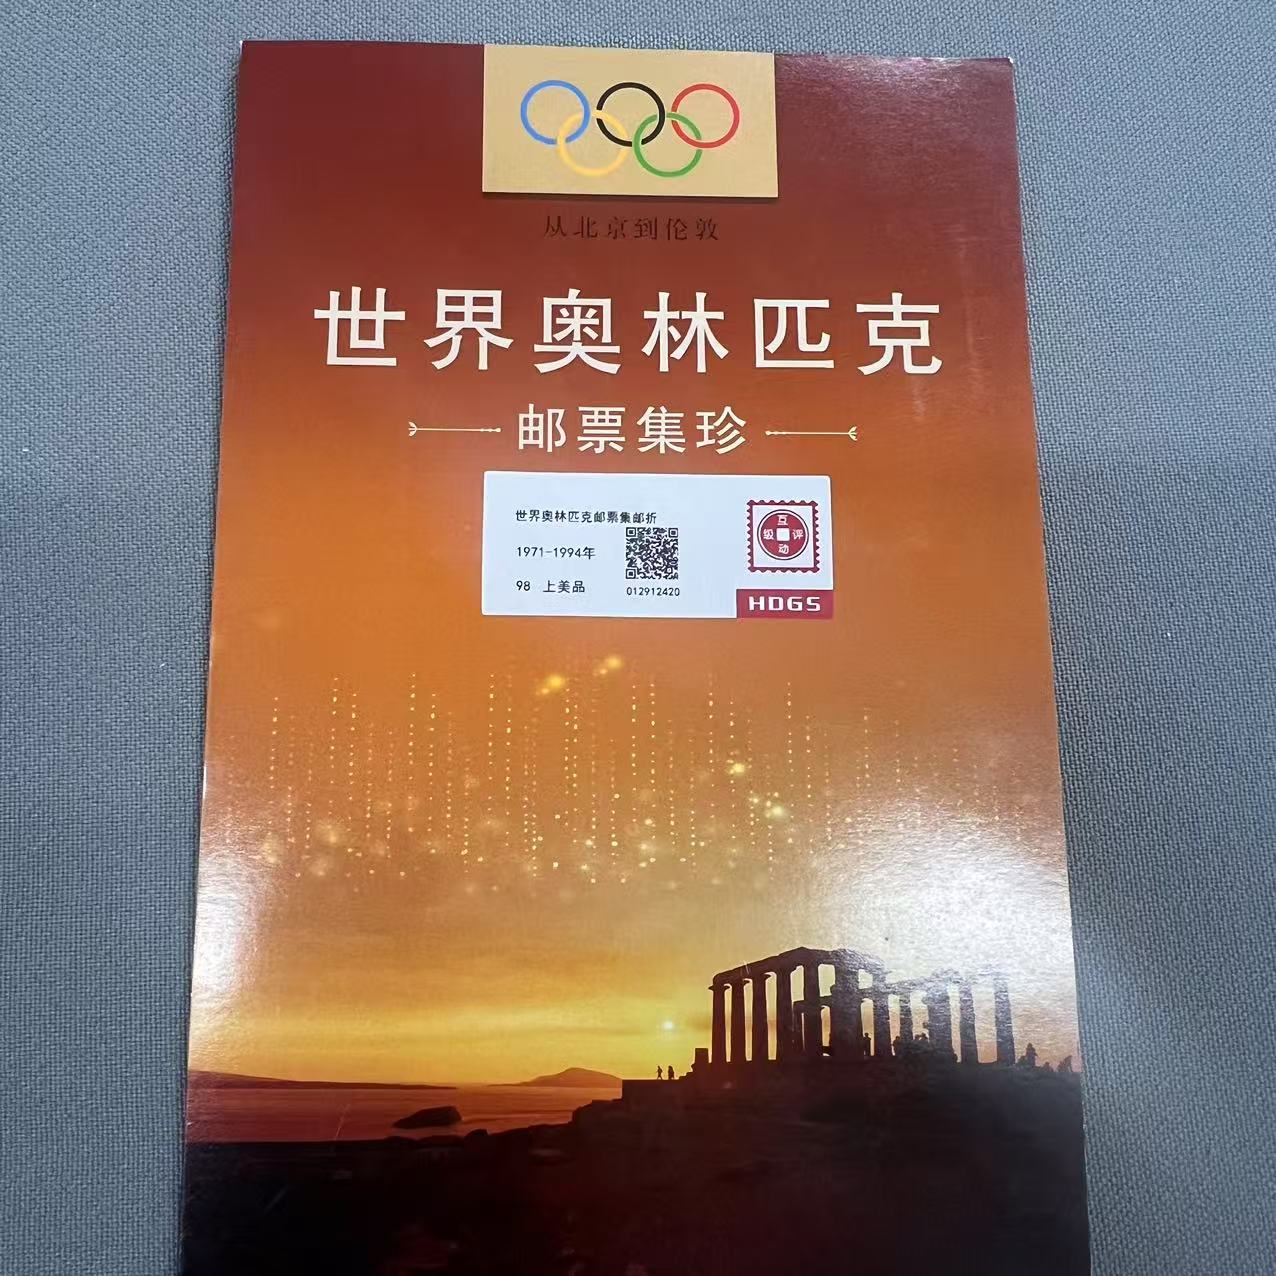 从北京到伦敦
世界奥林匹克
邮票集珍
世界奥林匹克邮票集邮折
1971-1994年
98 上美品
012912420
互
级 评
动
HDGS